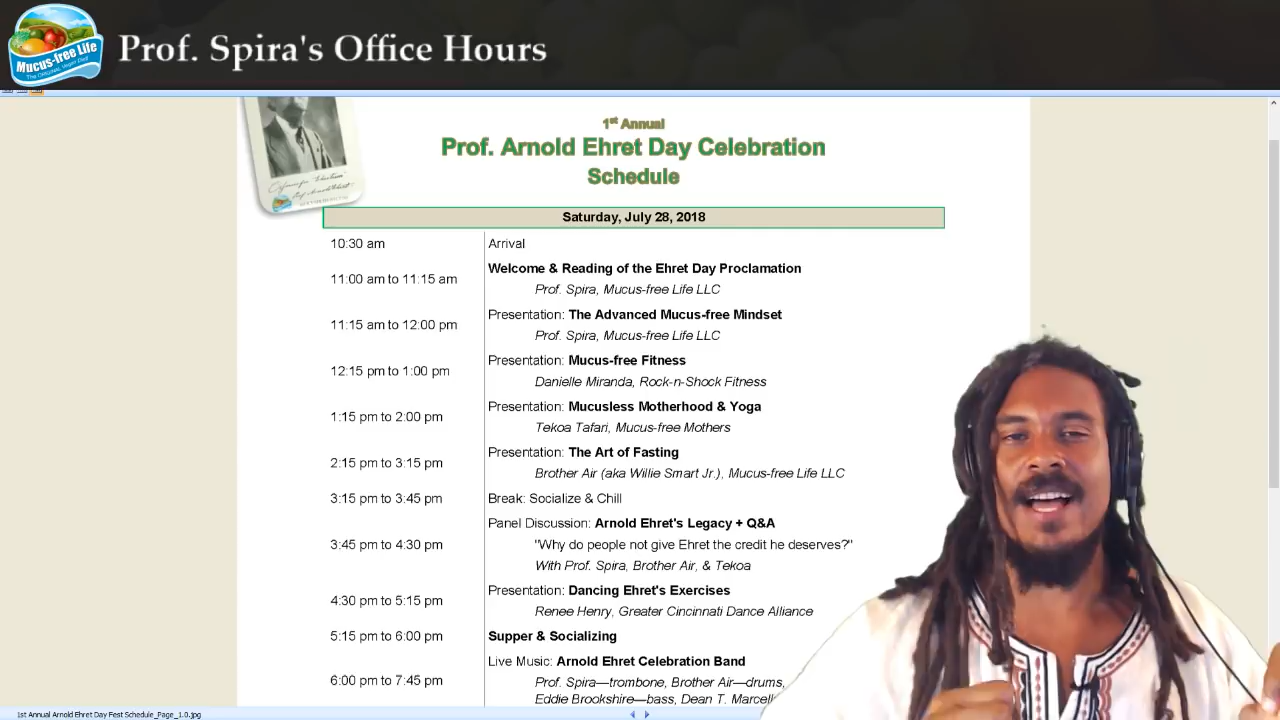 Mucus-free Life
The ORIGINAL Vegan Diet
Prof. Spira's Office Hours
1st Annual
Prof. Arnold Ehret Day Celebration
Schedule
Saturday, July 28, 2018
10:30 am Arrival
11:00 am to 11:15 am Welcome & Reading of the Ehret Day Proclamation
Prof. Spira, Mucus-free Life LLC
11:15 am to 12:00 pm Presentation: The Advanced Mucus-free Mindset
Prof. Spira, Mucus-free Life LLC
12:15 pm to 1:00 pm Presentation: Mucus-free Fitness
Danielle Miranda, Rock-n-Shock Fitness
1:15 pm to 2:00 pm Presentation: Mucusless Motherhood & Yoga
Tekoa Tafari, Mucus-free Mothers
2:15 pm to 3:15 pm Presentation: The Art of Fasting
Brother Air (aka Willie Smart Jr.), Mucus-free Life LLC
3:15 pm to 3:45 pm Break: Socialize & Chill
Panel Discussion: Arnold Ehret's Legacy + Q&A
3:45 pm to 4:30 pm "Why do people not give Ehret the credit he deserves?"
With Prof. Spira, Brother Air, & Tekoa
4:30 pm to 5:15 pm Presentation: Dancing Ehret's Exercises
Renee Henry, Greater Cincinnati Dance Alliance
5:15 pm to 6:00 pm Supper & Socializing
Live Music: Arnold Ehret Celebration Band
6:00 pm to 7:45 pm Prof. Spira—trombone, Brother Air—drums,
Eddie Brookshire—bass, Dean T. Marcell
1st Annual Arnold Ehret Day Fest Schedule_Page_1.0.jpg